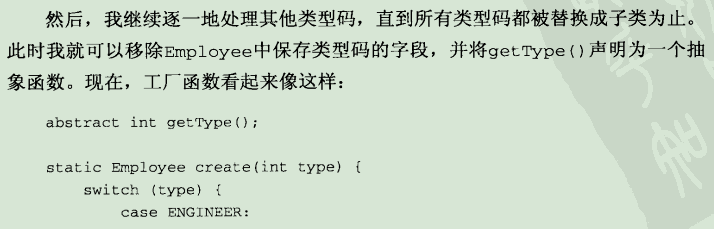 然后，我继续逐一地处理其他类型码，直到所有类型码都被替换成子类为止。
此时我就可以移除Employee中保存类型码的字段，并将getType()声明为一个抽
象函数。现在，工厂函数看起来像这样：
abstract int getType();
static Employee create(int type) {
switch (type) {
case ENGINEER: